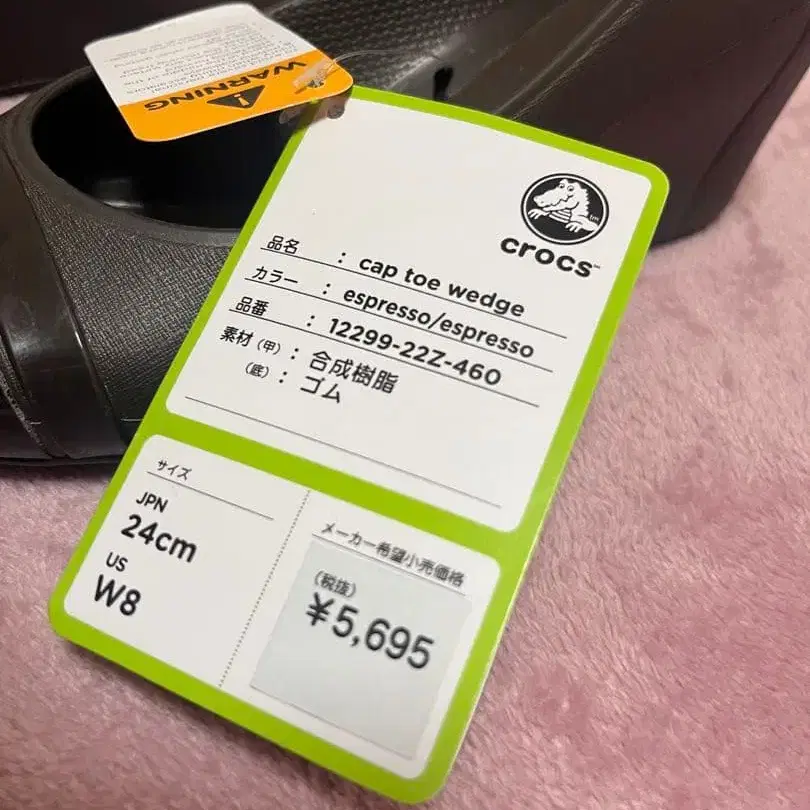 WARNING
crocs™
品名 : cap toe wedge
カラー : espresso/espresso
品番 : 12299-22Z-460
素材(甲) : 合成樹脂
(底) : ゴム
サイズ
JPN
24cm
US
W8
メーカー希望小売価格
(税抜)
¥5,695